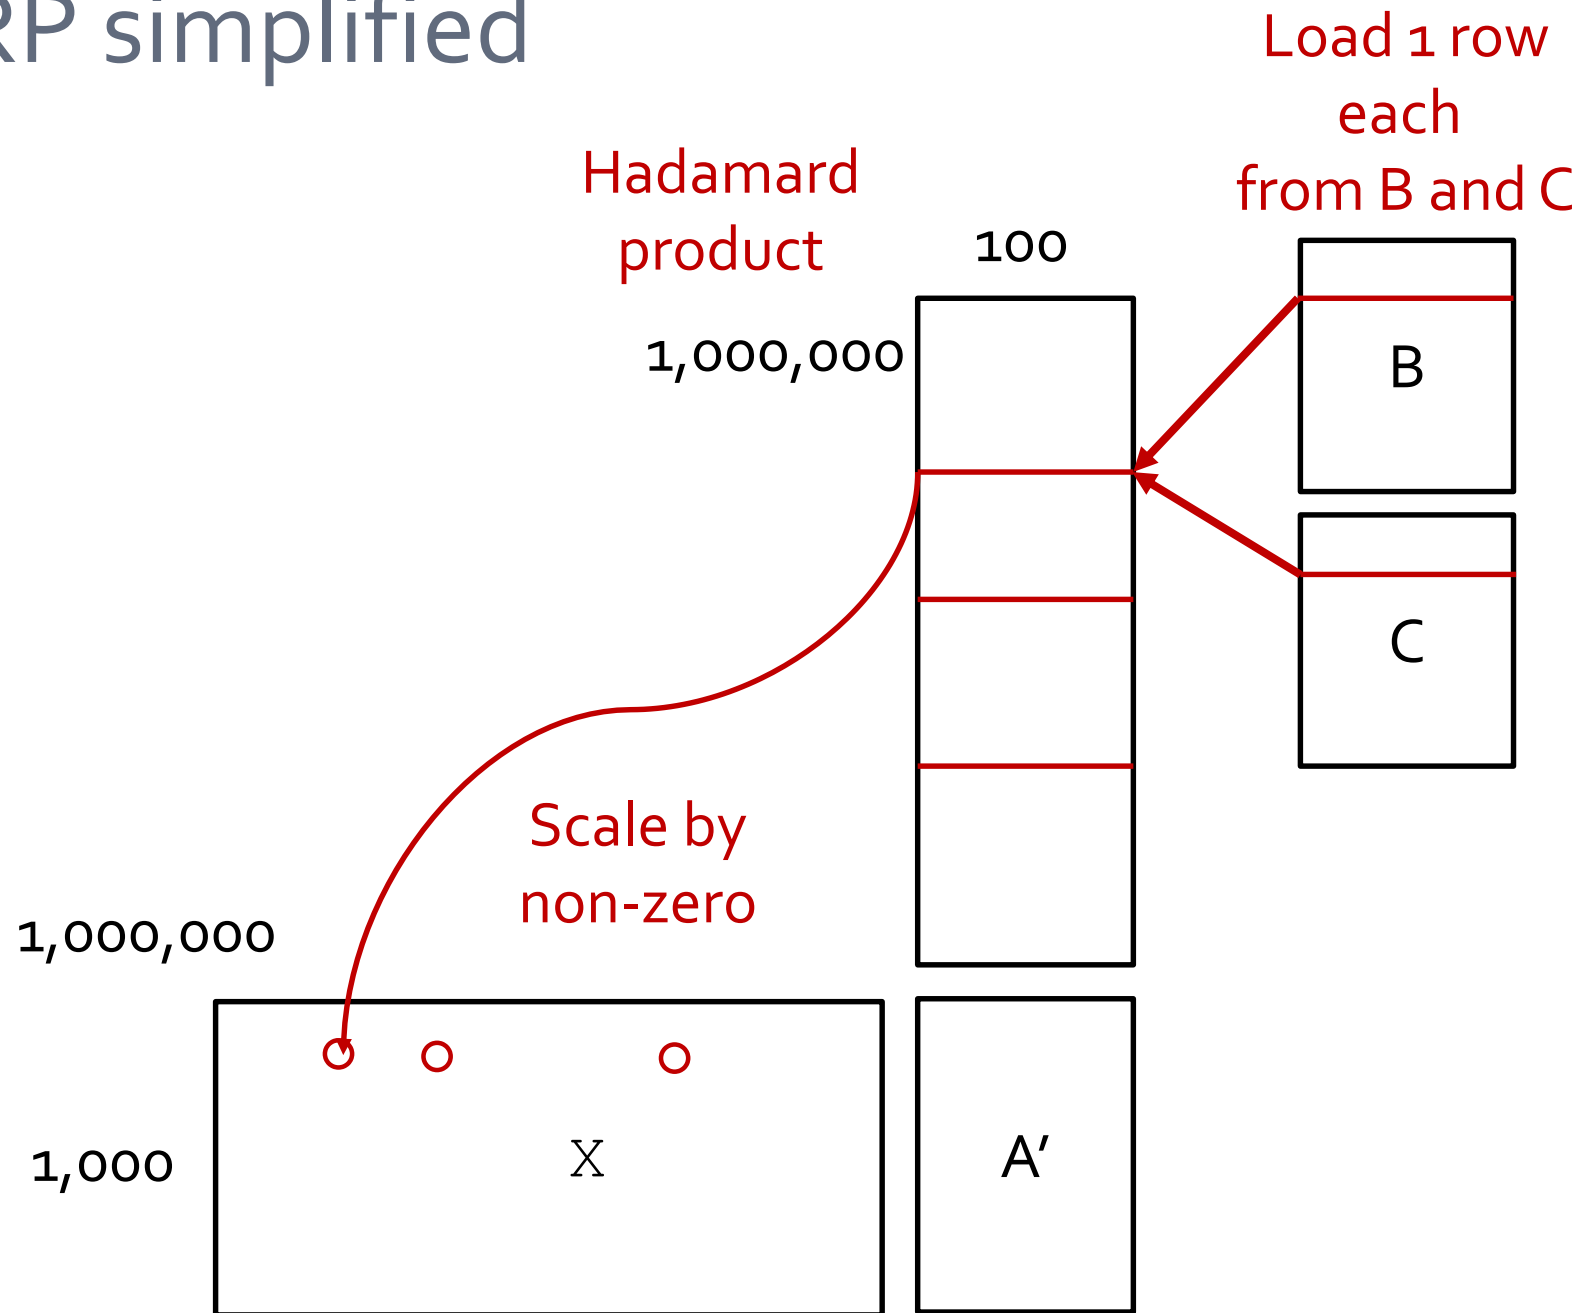 RP simplified
Load 1 row
each
from B and C
Hadamard
product
100
1,000,000
B
C
Scale by
non-zero
1,000,000
1,000
X
A′